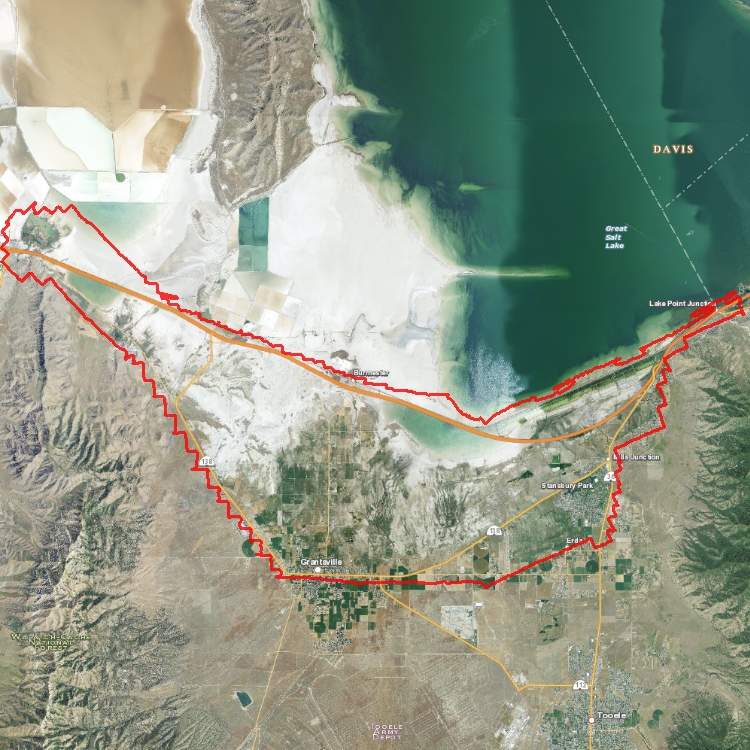 DAVIS
Great
Salt
Lake
Lake Point Junction
Burmester
138
Mills Junction
36
Stansbury Park
138
Erda
Grantsville
WASATCH-CACHE
NATIONAL
FOREST
112
Tooele
TOOELE
ARMY
DEPOT